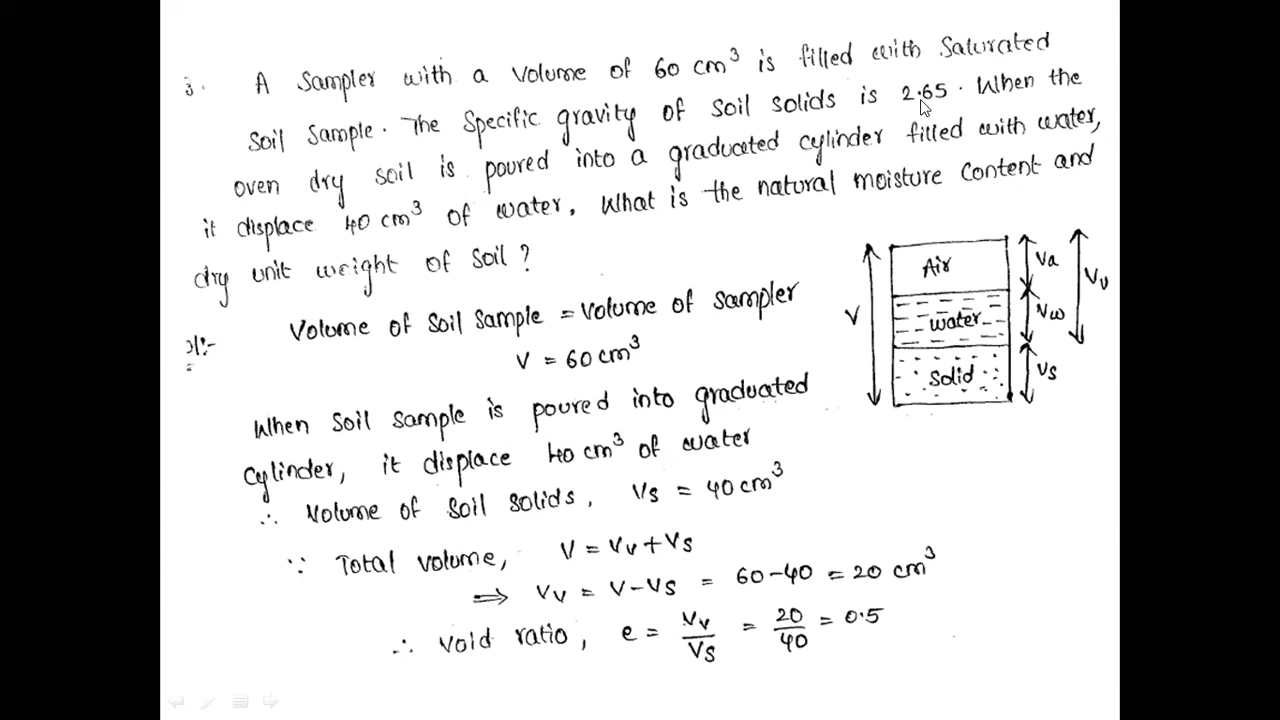 3. A Sampler with a volume of 60 cm³ is filled with Saturated
Soil Sample. The Specific gravity of Soil Solids is 2.65. When the
oven dry soil is poured into a graduated cylinder filled with water,
it displace 40 cm³ of water. What is the natural moisture content and
dry unit weight of soil?
Air
Va
Vv
Volume of Soil Sample = Volume of Sampler
V
water
Vw
ol:-
V = 60 cm³
Solid
Vs
When Soil Sample is poured into graduated
cylinder, it displace 40 cm³ of water
∴ Volume of Soil Solids, Vs = 40 cm³
∵ Total volume, V = Vv + Vs
⇒ Vv = V - Vs = 60-40 = 20 cm³
∴ void ratio, e = Vv/Vs = 20/40 = 0.5